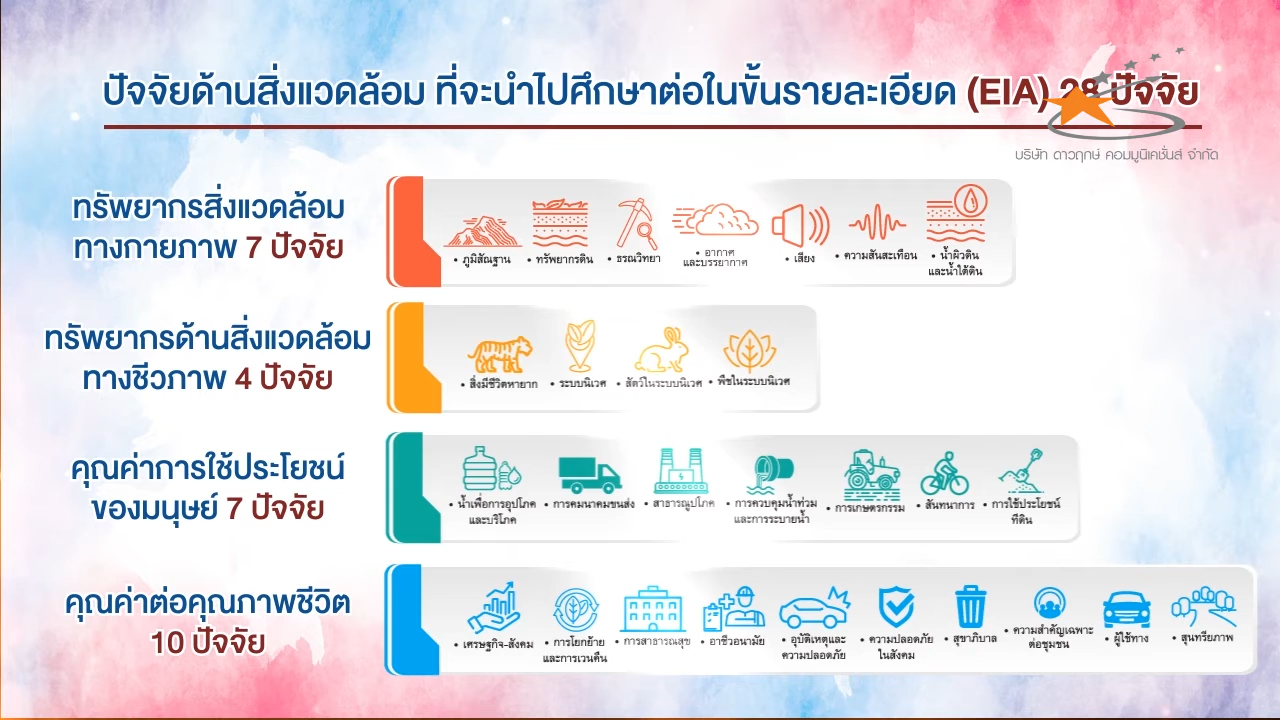 ปัจจัยด้านสิ่งแวดล้อม ที่จะนำไปศึกษาต่อในขั้นรายละเอียด (EIA) 28 ปัจจัย
บริษัท ดาวฤกษ์ คอมมูนิเคชั่นส์ จำกัด
ทรัพยากรสิ่งแวดล้อม
ทางกายภาพ 7 ปัจจัย
• ภูมิสัณฐาน
• ทรัพยากรดิน
• ธรณวิทยา
• อากาศ
และบรรยากาศ
• เสียง
• ความสันสะเทือน
• น้ำผิวดิน
และน้ำใต้ดิน
ทรัพยากรด้านสิ่งแวดล้อม
ทางชีวภาพ 4 ปัจจัย
• สิ่งมีชีวิตหายาก
• ระบบนิเวศ
• สัตว์ในระบบนิเวศ
• พืชในระบบนิเวศ
คุณค่าการใช้ประโยชน์
ของมนุษย์ 7 ปัจจัย
• น้ำเพื่อการอุปโภค
และบริโภค
• การคมนาคมขนส่ง
• สาธารณูปโภค
• การควบคุมน้ำท่วม
และการระบายน้ำ
• การเกษตรกรรม
• สันทนาการ
• การใช้ประโยชน์
ที่ดิน
คุณค่าต่อคุณภาพชีวิต
10 ปัจจัย
• เศรษฐกิจ-สังคม
• การโยกย้าย
และการเวนคืน
• การสาธารณสุข
• อาชีวอนามัย
• อุบัติเหตุและ
ความปลอดภัย
• ความปลอดภัย
ในสังคม
• สุขาภิบาล
• ความสำคัญเฉพาะ
ต่อชุมชน
• ผู้ใช้ทาง
• สุนทรียภาพ